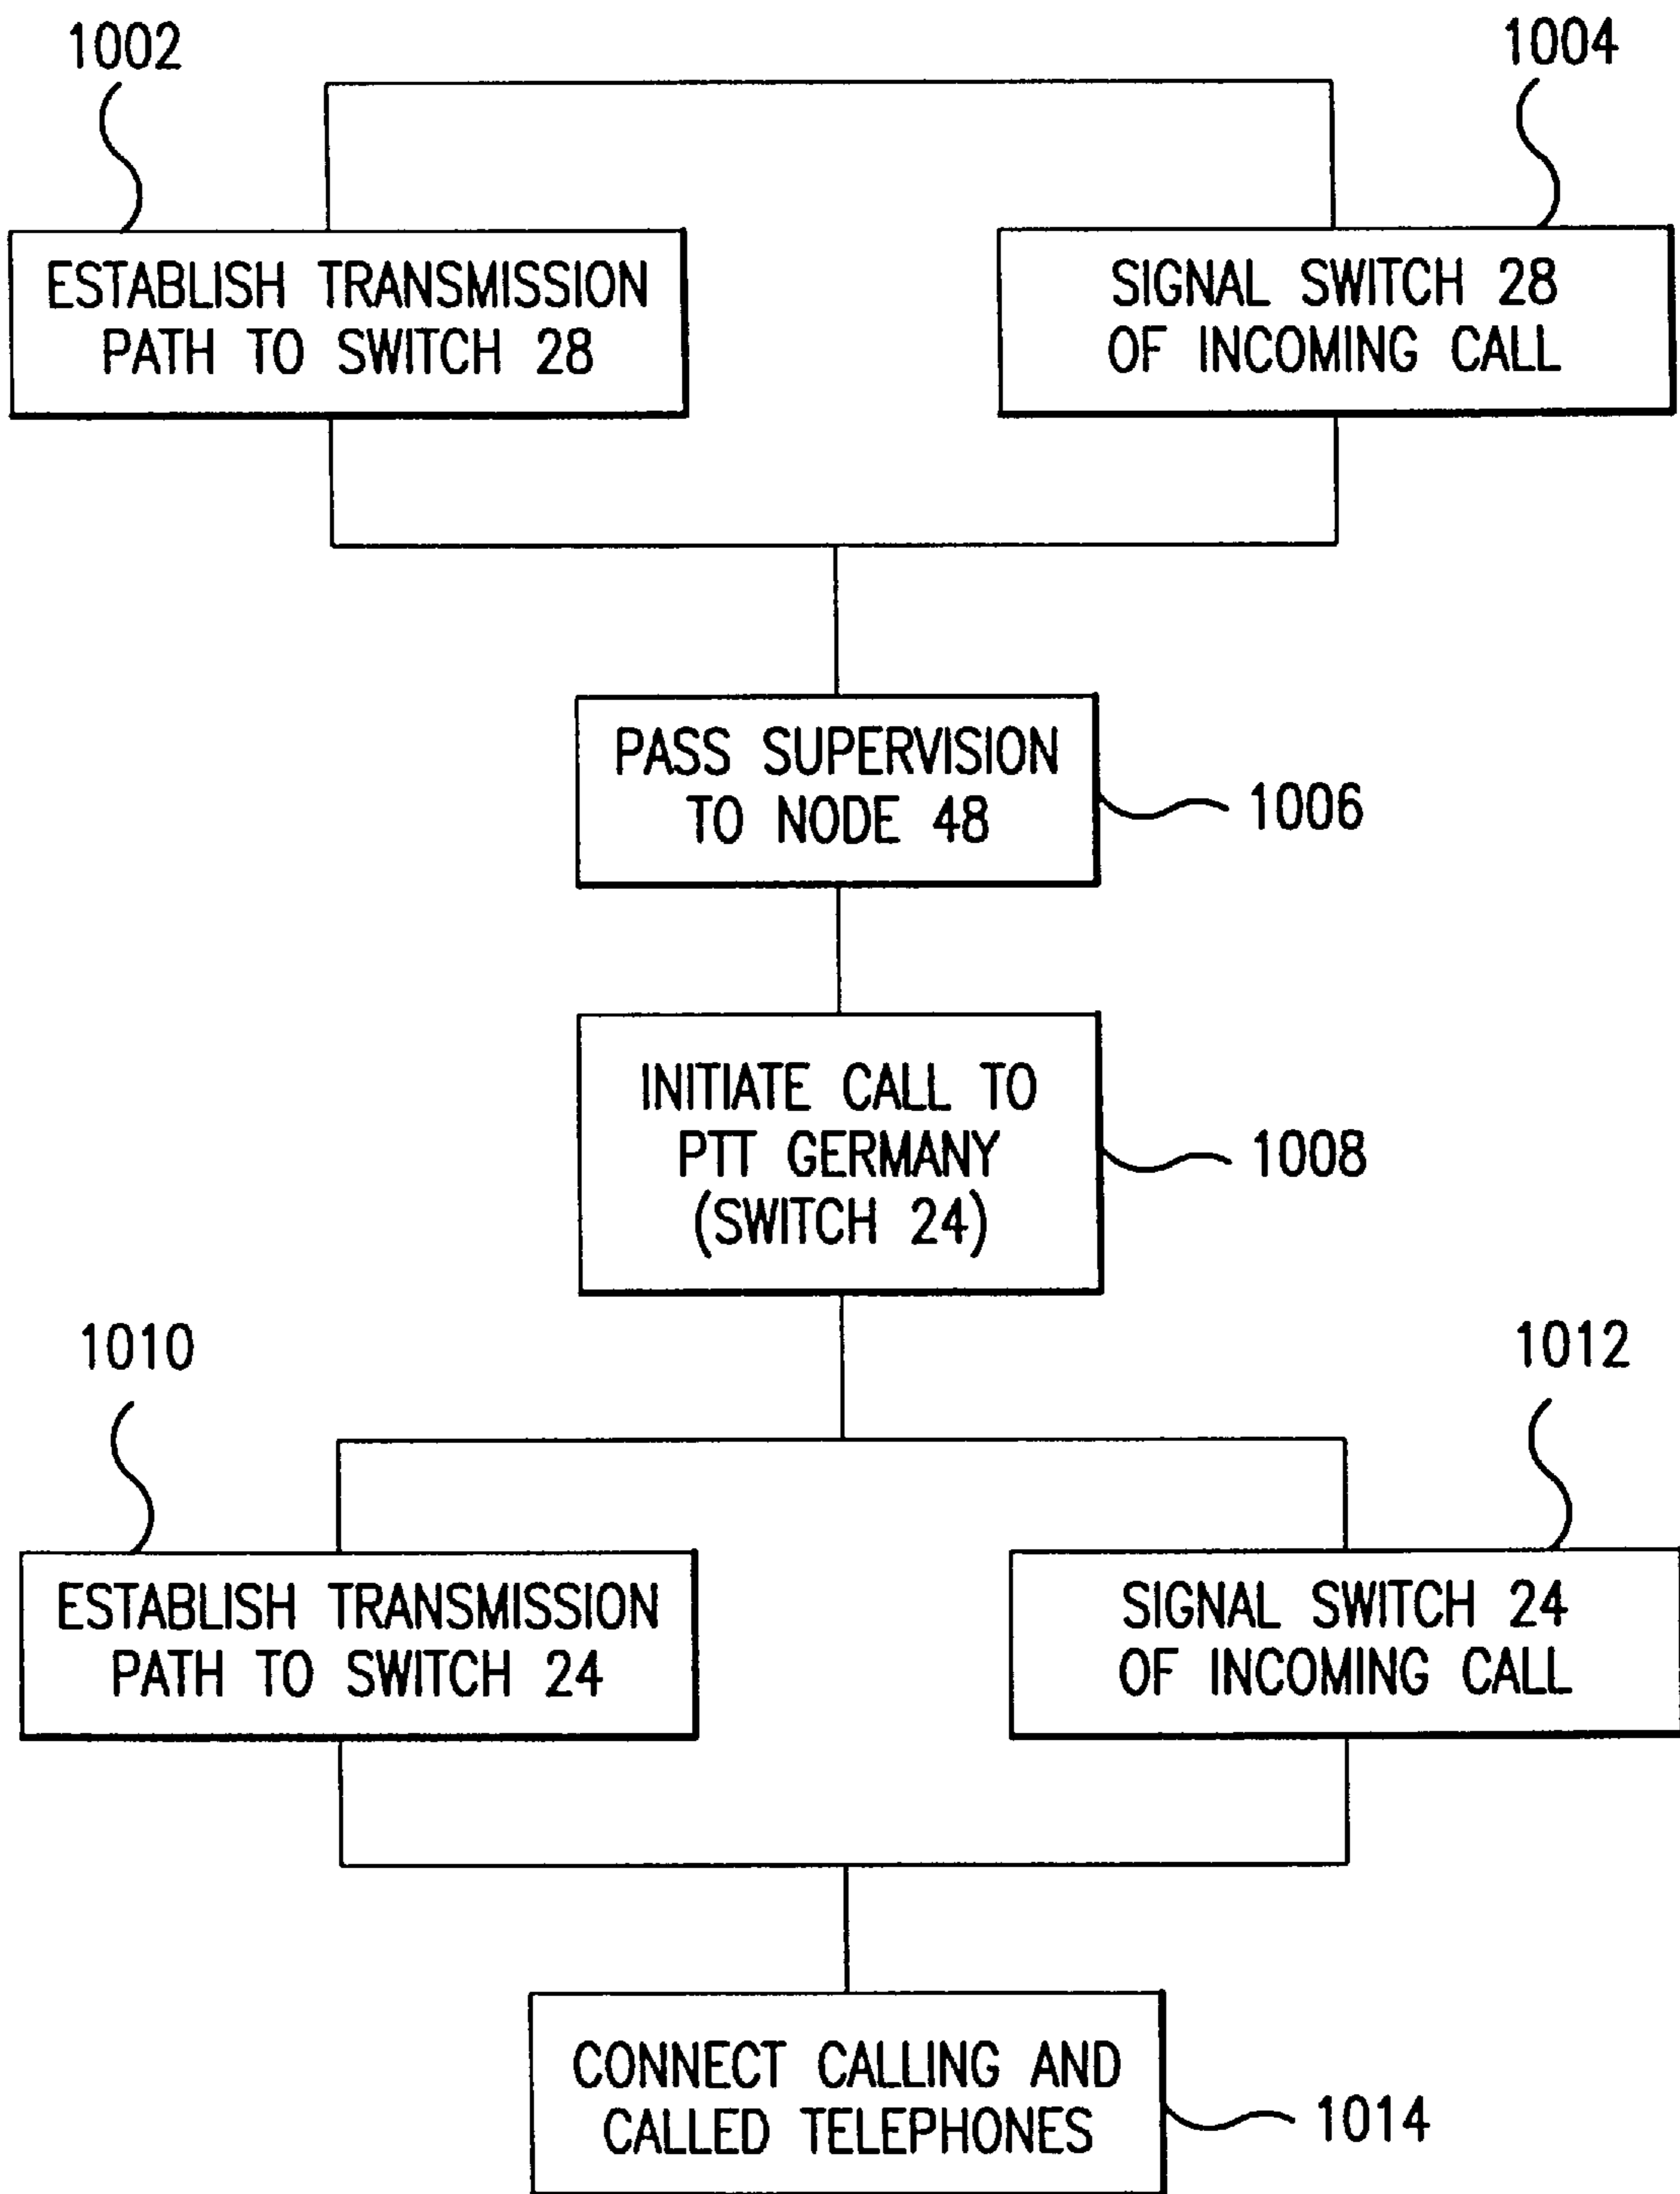 1002
1004
ESTABLISH TRANSMISSION
PATH TO SWITCH 28
SIGNAL SWITCH 28
OF INCOMING CALL
PASS SUPERVISION
TO NODE 48
1006
INITIATE CALL TO
PTT GERMANY
(SWITCH 24)
1008
1010
1012
ESTABLISH TRANSMISSION
PATH TO SWITCH 24
SIGNAL SWITCH 24
OF INCOMING CALL
CONNECT CALLING AND
CALLED TELEPHONES
1014